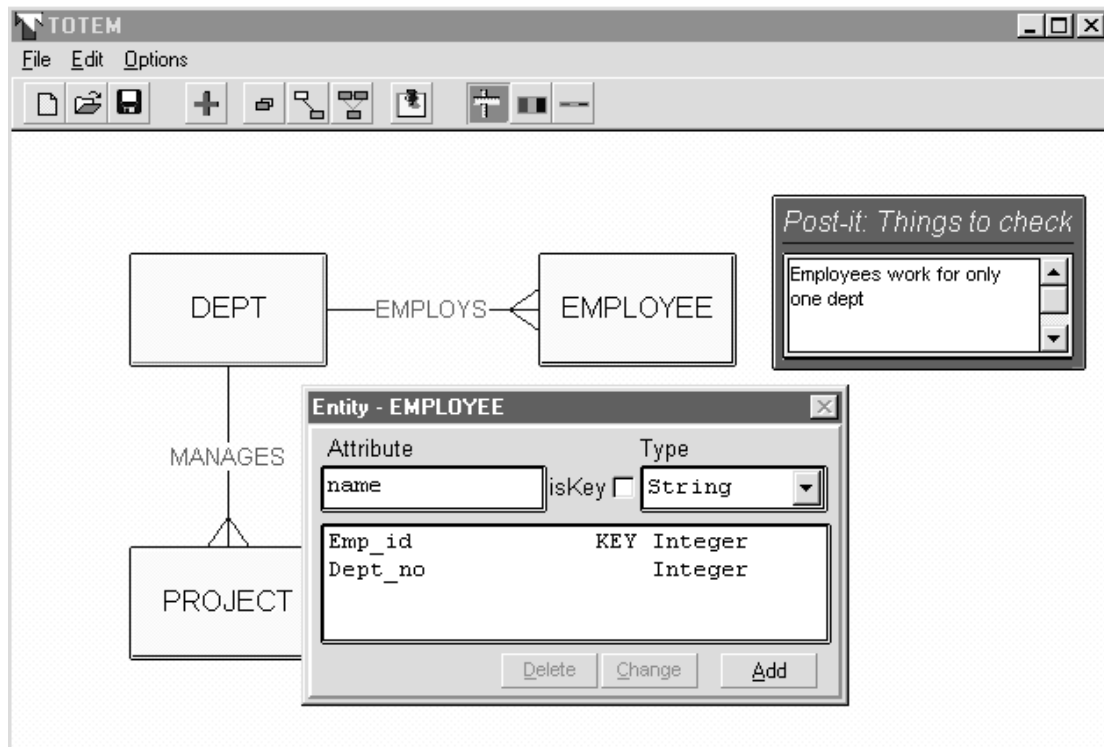 TOTEM
File Edit Options
Post-it: Things to check
Employees work for only
one dept
DEPT
EMPLOYS
EMPLOYEE
MANAGES
PROJECT
Entity - EMPLOYEE
Attribute Type
name isKey String
Emp_id KEY Integer
Dept_no Integer
Delete Change Add